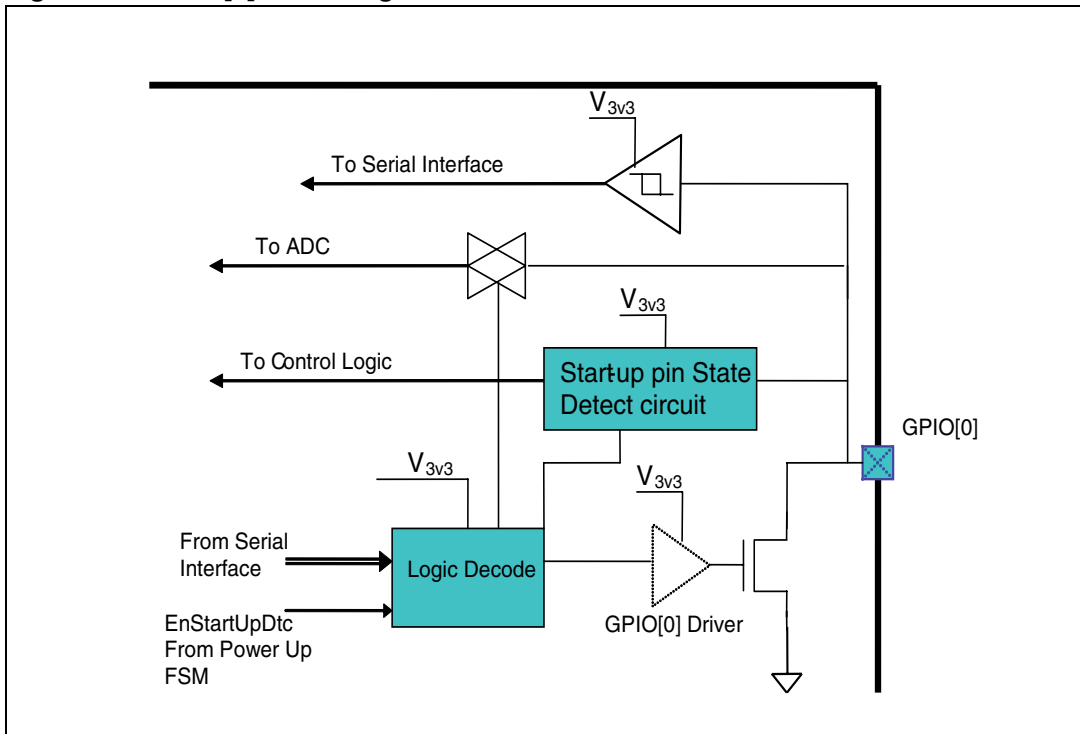 V3v3
To Serial Interface
To ADC
V3v3
To Control Logic
Start-up pin State
Detect circuit
GPIO[0]
V3v3
V3v3
From Serial
Interface
Logic Decode
EnStartUpDtc
From Power Up
FSM
GPIO[0] Driver